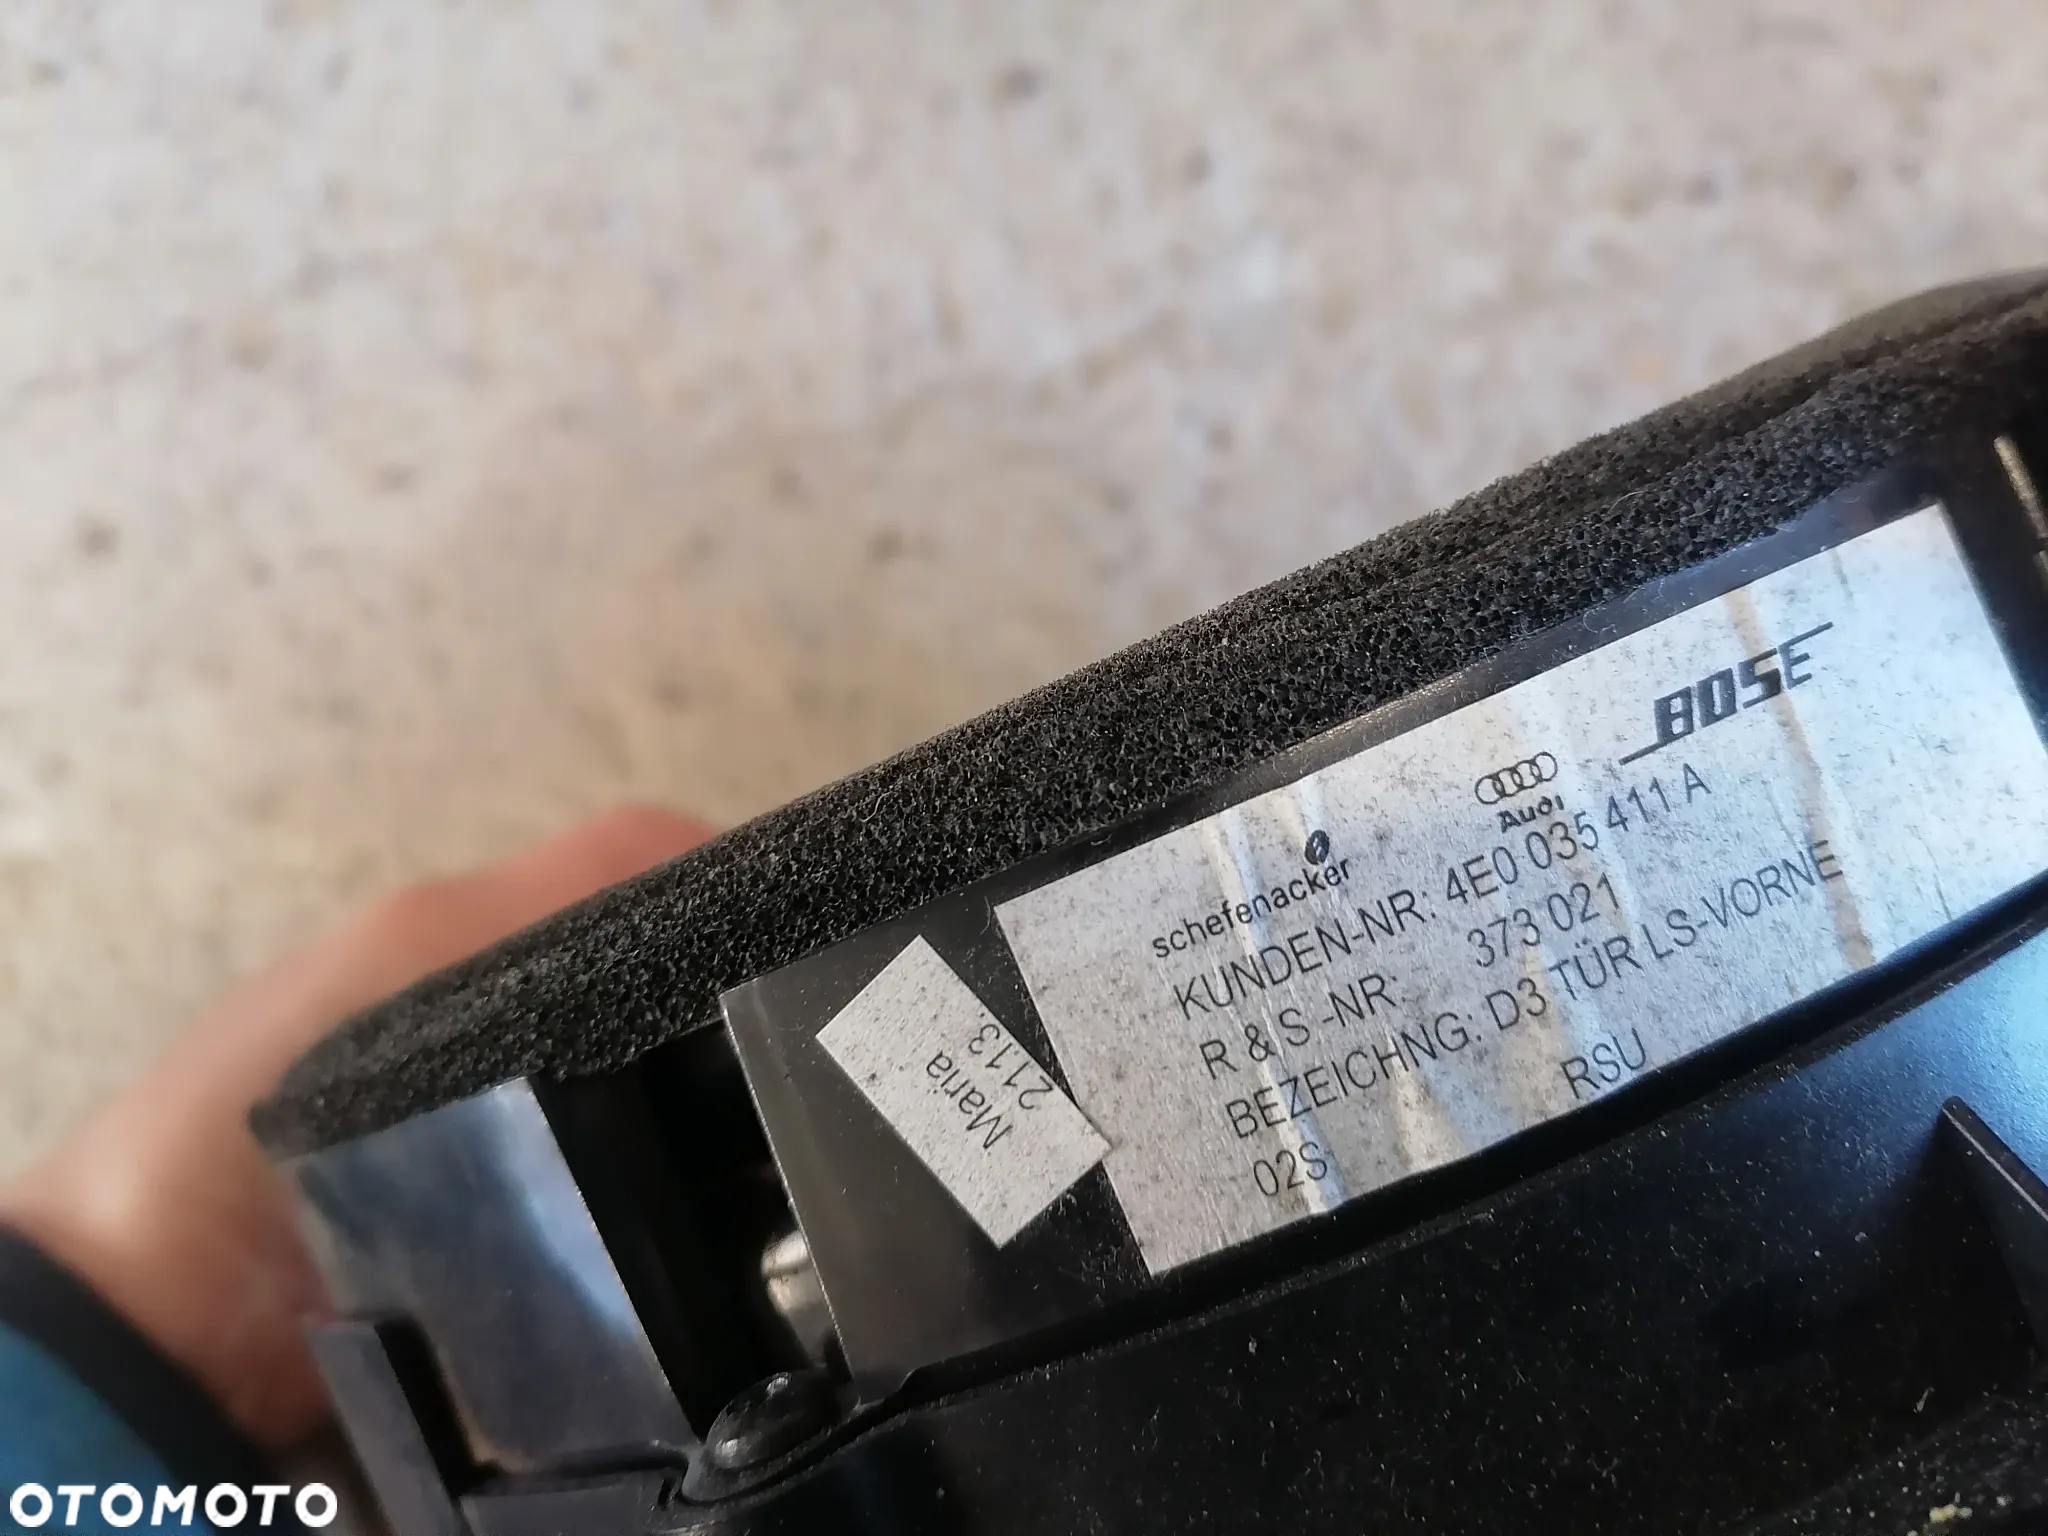 BOSE
Audi
schefenacker
KUNDEN-NR: 4E0 035 411 A
R & S -NR: 373 021
BEZEICHNG: D3 TÜR LS-VORNE
RSU
02S
Maria
2113
OTOMOTO